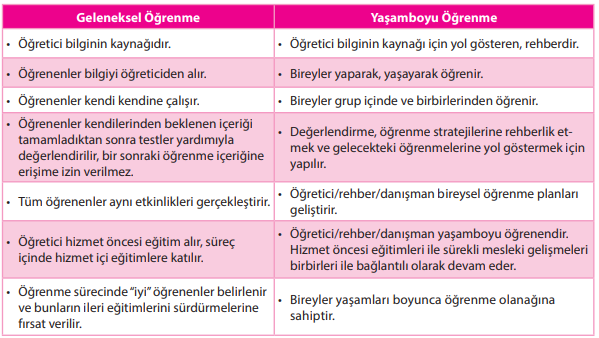 Geleneksel Öğrenme
Yaşamboyu Öğrenme
• Öğretici bilginin kaynağıdır.
• Öğretici bilginin kaynağı için yol gösteren, rehberdir.
• Öğrenenler bilgiyi öğreticiden alır.
• Bireyler yaparak, yaşayarak öğrenir.
• Öğrenenler kendi kendine çalışır.
• Bireyler grup içinde ve birbirlerinden öğrenir.
• Öğrenenler kendilerinden beklenen içeriği
tamamladıktan sonra testler yardımıyla
değerlendirilir, bir sonraki öğrenme içeriğine
erişime izin verilmez.
• Değerlendirme, öğrenme stratejilerine rehberlik et-
mek ve gelecekteki öğrenmelerine yol göstermek için
yapılır.
• Tüm öğrenenler aynı etkinlikleri gerçekleştirir.
• Öğretici/rehber/danışman bireysel öğrenme planları
geliştirir.
• Öğretici hizmet öncesi eğitim alır, süreç
içinde hizmet içi eğitimlere katılır.
• Öğretici/rehber/danışman yaşamboyu öğrenendir.
Hizmet öncesi eğitimleri ile sürekli mesleki gelişmeleri
birbirleri ile bağlantılı olarak devam eder.
• Öğrenme sürecinde “iyi” öğrenenler belirlenir
ve bunların ileri eğitimlerini sürdürmelerine
fırsat verilir.
• Bireyler yaşamları boyunca öğrenme olanağına
sahiptir.